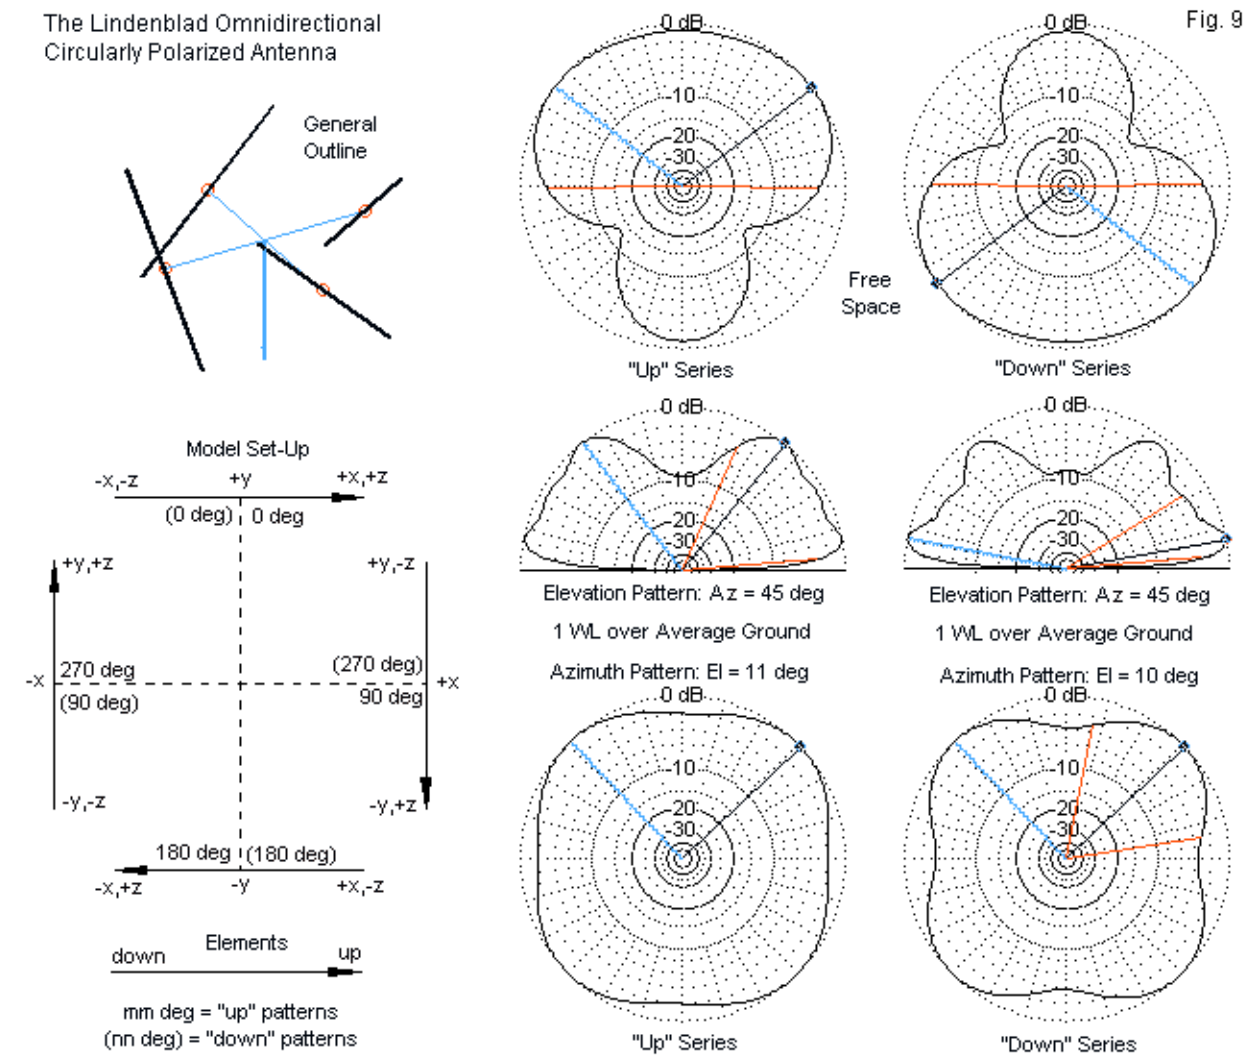 The Lindenblad Omnidirectional
Circularly Polarized Antenna
Fig. 9
General
Outline
0 dB
-10
-20
-30
"Up" Series
Free
Space
0 dB
-10
-20
-30
"Down" Series
Model Set-Up
-x,-z
+y
+x,+z
(0 deg)
0 deg
+y,+z
+y,-z
270 deg
(270 deg)
-x
+x
(90 deg)
90 deg
-y,-z
-y,+z
180 deg
(180 deg)
-x,+z
-y
+x,-z
Elements
down
up
mm deg = "up" patterns
(nn deg) = "down" patterns
0 dB
-10
-20
-30
Elevation Pattern: Az = 45 deg
1 WL over Average Ground
Azimuth Pattern: El = 11 deg
0 dB
-10
-20
-30
"Up" Series
0 dB
-10
-20
-30
Elevation Pattern: Az = 45 deg
1 WL over Average Ground
Azimuth Pattern: El = 10 deg
0 dB
-10
-20
-30
"Down" Series